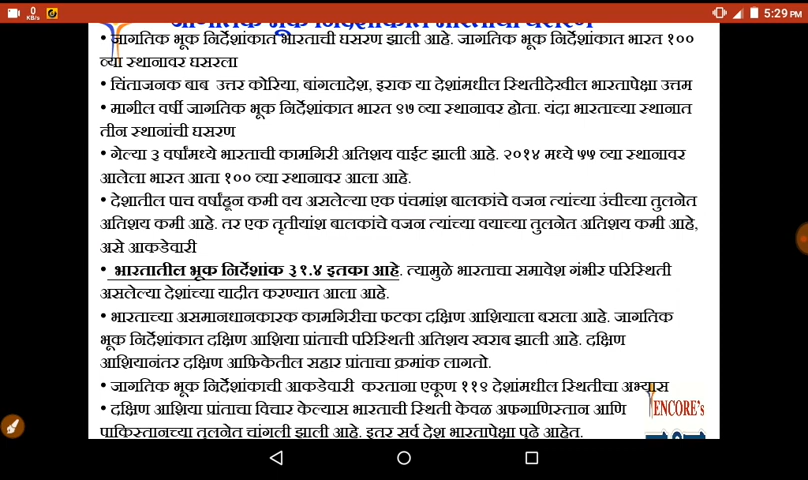 0
KB/s
5:29 PM
जागतिक भूक निर्देशांकात भारताची घसरण
• जागतिक भूक निर्देशांकात भारताची घसरण झाली आहे. जागतिक भूक निर्देशांकात भारत १००
व्या स्थानावर घसरला
• चिंताजनक बाब उत्तर कोरिया, बांगलादेश, इराक या देशांमधील स्थितीदेखील भारतापेक्षा उत्तम
• मागील वर्षी जागतिक भूक निर्देशांकात भारत ९७ व्या स्थानावर होता. यंदा भारताच्या स्थानात
तीन स्थानांची घसरण
• गेल्या ३ वर्षांमध्ये भारताची कामगिरी अतिशय वाईट झाली आहे. २०१४ मध्ये ५५ व्या स्थानावर
आलेला भारत आता १०० व्या स्थानावर आला आहे.
• देशातील पाच वर्षांहून कमी वय असलेल्या एक पंचमांश बालकांचे वजन त्यांच्या उंचीच्या तुलनेत
अतिशय कमी आहे. तर एक तृतीयांश बालकांचे वजन त्यांच्या वयाच्या तुलनेत अतिशय कमी आहे,
असे आकडेवारी
• भारतातील भूक निर्देशांक ३१.४ इतका आहे. त्यामुळे भारताचा समावेश गंभीर परिस्थिती
असलेल्या देशांच्या यादीत करण्यात आला आहे.
• भारताच्या असमानधानकारक कामगिरीचा फटका दक्षिण आशियाला बसला आहे. जागतिक
भूक निर्देशांकात दक्षिण आशिया प्रांताची परिस्थिती अतिशय खराब झाली आहे. दक्षिण
आशियानंतर दक्षिण आफ्रिकेतील सहार प्रांताचा क्रमांक लागतो.
• जागतिक भूक निर्देशांकाची आकडेवारी करताना एकूण ११९ देशांमधील स्थितीचा अभ्यास
• दक्षिण आशिया प्रांताचा विचार केल्यास भारताची स्थिती केवळ अफगाणिस्तान आणि
पाकिस्तानच्या तुलनेत चांगली झाली आहे. इतर सर्व देश भारतापेक्षा पुढे आहेत.
ENCORE's